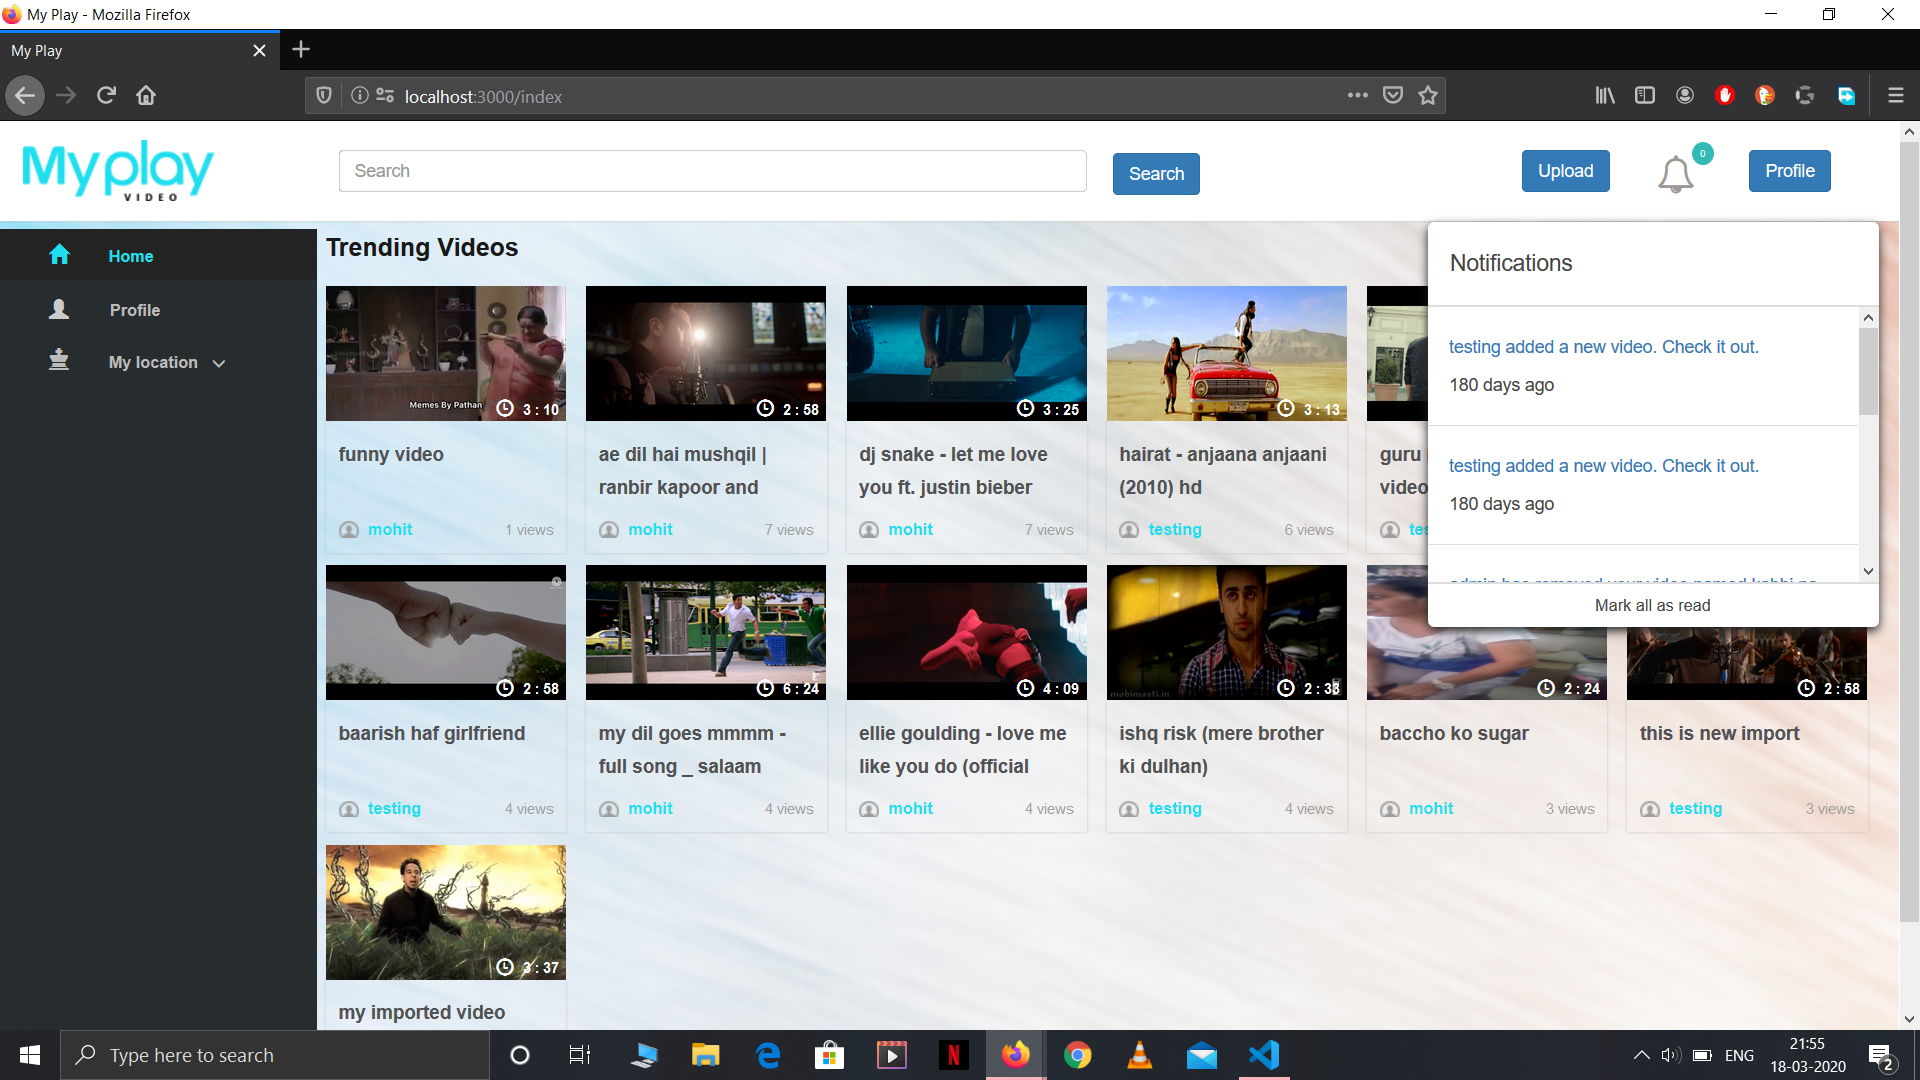 My Play - Mozilla Firefox
My Play
localhost:3000/index
Myplay
VIDEO
Search
Search
Upload
0
Profile
Home
Profile
My location
Trending Videos
Memes By Pathan
3 : 10
funny video
mohit
1 views
2 : 58
ae dil hai mushqil |
ranbir kapoor and
mohit
7 views
3 : 25
dj snake - let me love
you ft. justin bieber
mohit
7 views
3 : 13
hairat - anjaana anjaani
(2010) hd
testing
6 views
guru
video
tes
Notifications
testing added a new video. Check it out.
180 days ago
testing added a new video. Check it out.
180 days ago
admin has removed your video named
Mark all as read
2 : 58
baarish haf girlfriend
testing
4 views
6 : 24
my dil goes mmmm -
full song _ salaam
mohit
4 views
4 : 09
ellie goulding - love me
like you do (official
mohit
4 views
mobimasti.in
2 : 38
ishq risk (mere brother
ki dulhan)
testing
4 views
2 : 24
baccho ko sugar
mohit
3 views
2 : 58
this is new import
testing
3 views
3 : 37
my imported video
Type here to search
ENG
21:55
18-03-2020
2